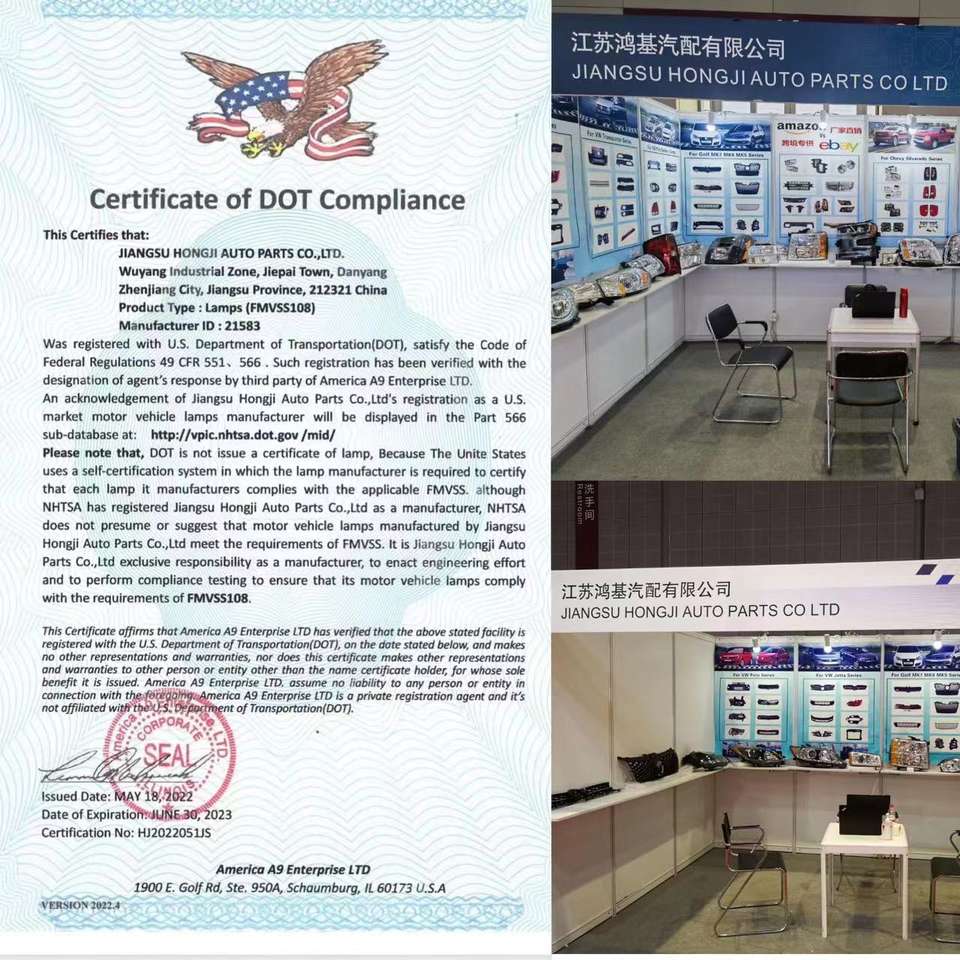 Certificate of DOT Compliance
This Certifies that:
JIANGSU HONGJI AUTO PARTS CO.,LTD.
Wuyang Industrial Zone, Jiepai Town, Danyang
Zhenjiang City, Jiangsu Province, 212321 China
Product Type : Lamps (FMVSS108)
Manufacturer ID : 21583
Was registered with U.S. Department of Transportation(DOT), satisfy the Code of
Federal Regulations 49 CFR 551、566 . Such registration has been verified with the
designation of agent's response by third party of America A9 Enterprise LTD.
An acknowledgement of Jiangsu Hongji Auto Parts Co.,Ltd's registration as a U.S.
market motor vehicle lamps manufacturer will be displayed in the Part 566
sub-database at: http://vpic.nhtsa.dot.gov /mid/
Please note that, DOT is not issue a certificate of lamp, Because The Unite States
uses a self-certification system in which the lamp manufacturer is required to certify
that each lamp it manufacturers complies with the applicable FMVSS. although
NHTSA has registered Jiangsu Hongji Auto Parts Co.,Ltd as a manufacturer, NHTSA
does not presume or suggest that motor vehicle lamps manufactured by Jiangsu
Hongji Auto Parts Co.,Ltd meet the requirements of FMVSS. It is Jiangsu Hongji Auto
Parts Co.,Ltd exclusive responsibility as a manufacturer, to enact engineering effort
and to perform compliance testing to ensure that its motor vehicle lamps comply
with the requirements of FMVSS108.
This Certificate affirms that America A9 Enterprise LTD has verified that the above stated facility is
registered with the U.S. Department of Transportation(DOT), on the date stated below, and makes
no other representations and warranties, nor does this certificate makes other representations
and warranties to other person or entity other than the name certificate holder, for whose sole
benefit it is issued. America A9 Enterprise LTD. assume no liability to any person or entity in
connection with the foregoing. America A9 Enterprise LTD is a private registration agent and it's
not affiliated with the U.S. Department of Transportation(DOT).
America A9 Enterprise LTD
CORPORATE
SEAL
ILLINOIS
Issued Date: MAY 18, 2022
Date of Expiration: JUNE 30, 2023
Certification No: HJ2022051JS
America A9 Enterprise LTD
1900 E. Golf Rd, Ste. 950A, Schaumburg, IL 60173 U.S.A
VERSION 2022.4
江苏鸿基汽配有限公司
JIANGSU HONGJI AUTO PARTS CO LTD
For VW Transporter Series
For Golf MK7 MK6 MK5 Series
amazon 厂家直销
跨境专供 ebay
For Chevy Silverado Series
洗手间
Restroom
江苏鸿基汽配有限公司
JIANGSU HONGJI AUTO PARTS CO LTD
For VW Polo Series
For VW Jetta Series
For Golf MK7 MK6 MK5 Series